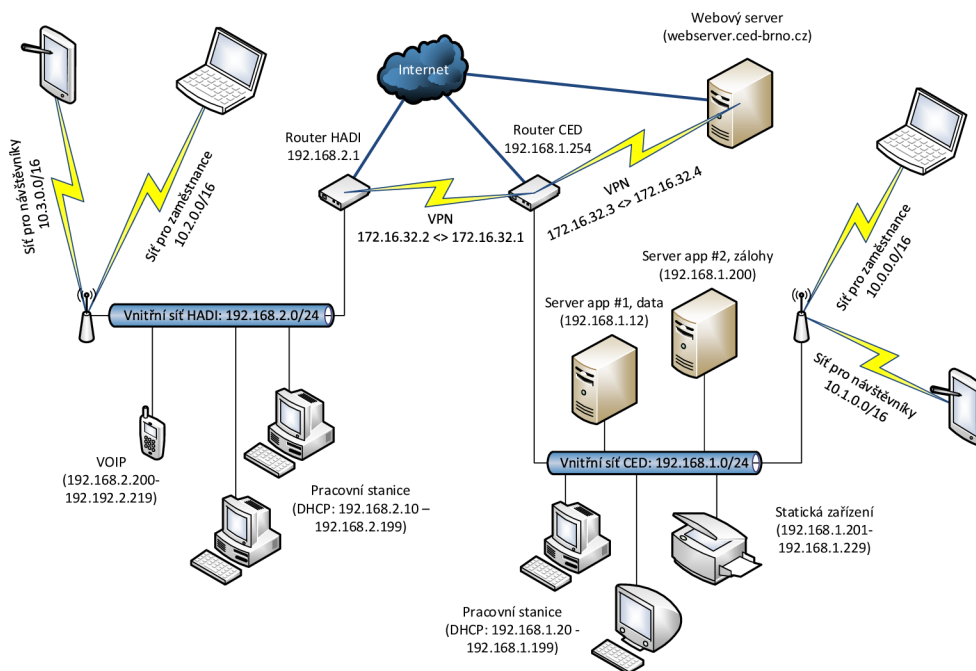 Webový server
(webserver.ced-brno.cz)
Internet
Router HADI
192.168.2.1
Router CED
192.168.1.254
Síť pro návštěvníky
10.3.0.0/16
Síť pro zaměstnance
10.2.0.0/16
VPN
172.16.32.2 <> 172.16.32.1
VPN
172.16.32.3 <> 172.16.32.4
Server app #2, zálohy
(192.168.1.200)
Server app #1, data
(192.168.1.12)
Síť pro zaměstnance
10.0.0.0/16
Síť pro návštěvníky
10.1.0.0/16
Vnitřní síť HADI: 192.168.2.0/24
VOIP
(192.168.2.200-
192.192.2.219)
Pracovní stanice
(DHCP: 192.168.2.10 –
192.168.2.199)
Vnitřní síť CED: 192.168.1.0/24
Statická zařízení
(192.168.1.201-
192.168.1.229)
Pracovní stanice
(DHCP: 192.168.1.20 -
192.168.1.199)